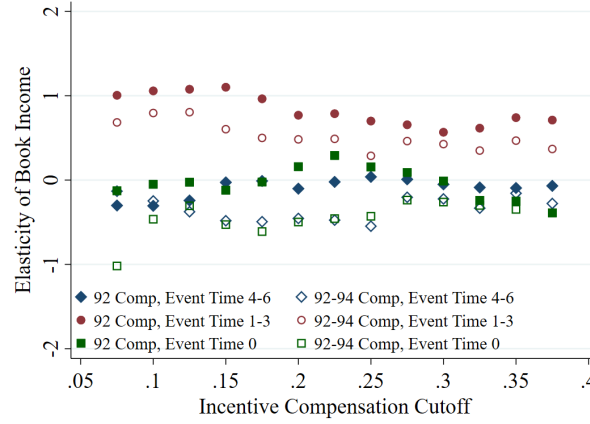 2
1
0
-1
-2
Elasticity of Book Income
92 Comp, Event Time 4-6 92-94 Comp, Event Time 4-6
92 Comp, Event Time 1-3 92-94 Comp, Event Time 1-3
92 Comp, Event Time 0 92-94 Comp, Event Time 0
.05 .1 .15 .2 .25 .3 .35 .4
Incentive Compensation Cutoff